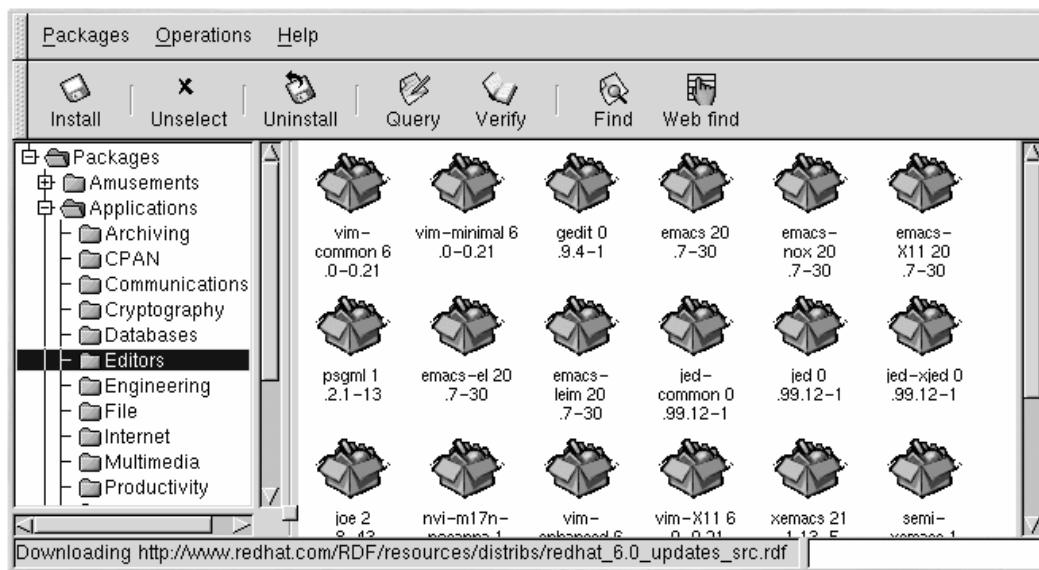 Packages Operations Help
Install Unselect Uninstall Query Verify Find Web find
Packages
Amusements
Applications
Archiving
CPAN
Communications
Cryptography
Databases
Editors
Engineering
File
Internet
Multimedia
Productivity
vim-
common 6
.0-0.21
vim-minimal 6
.0-0.21
gedit 0
.9.4-1
emacs 20
.7-30
emacs-
nox 20
.7-30
emacs-
X11 20
.7-30
psgml 1
.2.1-13
emacs-el 20
.7-30
emacs-
leim 20
.7-30
jed-
common 0
.99.12-1
jed 0
.99.12-1
jed-xjed 0
.99.12-1
joe 2
nvi-m17n-
vim-
vim-X11 6
xemacs 21
semi-
Downloading http://www.redhat.com/RDF/resources/distribs/redhat_6.0_updates_src.rdf